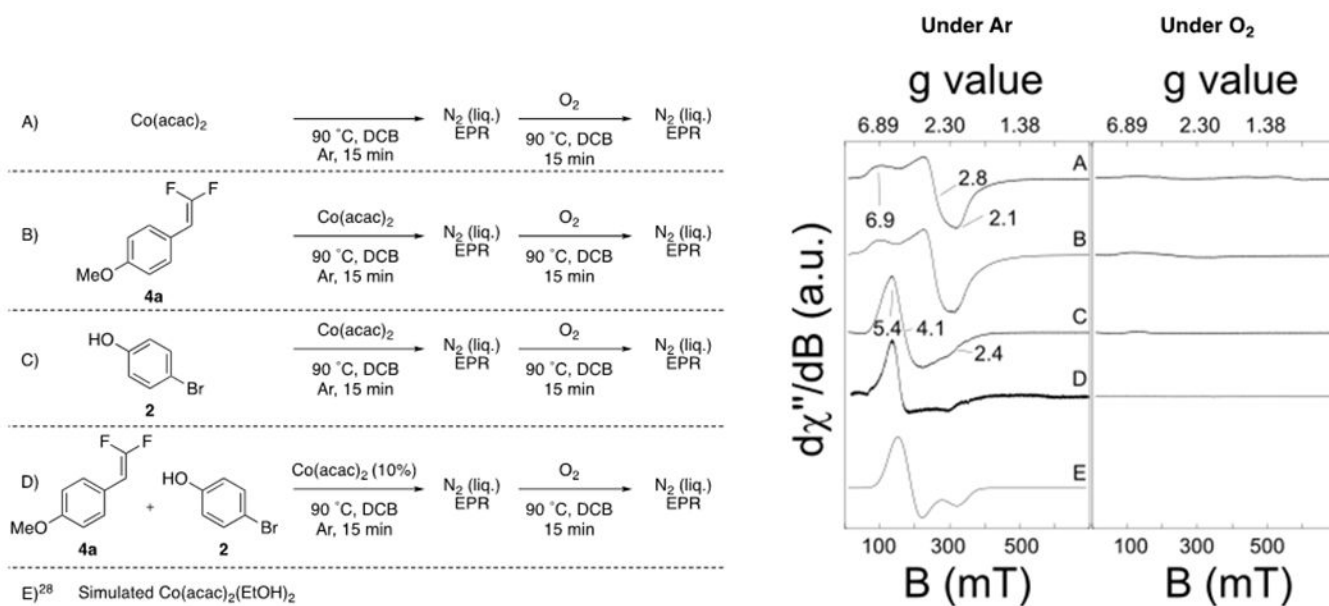 A) Co(acac)₂ 90 ˚C, DCB Ar, 15 min N₂ (liq.) EPR O₂ 90 ˚C, DCB 15 min N₂ (liq.) EPR
B) F F MeO 4a Co(acac)₂ 90 ˚C, DCB Ar, 15 min N₂ (liq.) EPR O₂ 90 ˚C, DCB 15 min N₂ (liq.) EPR
C) HO Br 2 Co(acac)₂ 90 ˚C, DCB Ar, 15 min N₂ (liq.) EPR O₂ 90 ˚C, DCB 15 min N₂ (liq.) EPR
D) F F MeO 4a + HO Br 2 Co(acac)₂ (10%) 90 ˚C, DCB Ar, 15 min N₂ (liq.) EPR O₂ 90 ˚C, DCB 15 min N₂ (liq.) EPR
E)²⁸ Simulated Co(acac)₂(EtOH)₂
Under Ar Under O₂
g value g value
6.89 2.30 1.38 6.89 2.30 1.38
A
2.8
6.9 2.1
B
C
5.4 4.1
2.4
D
E
dχ"/dB (a.u.)
100 300 500 100 300 500
B (mT) B (mT)